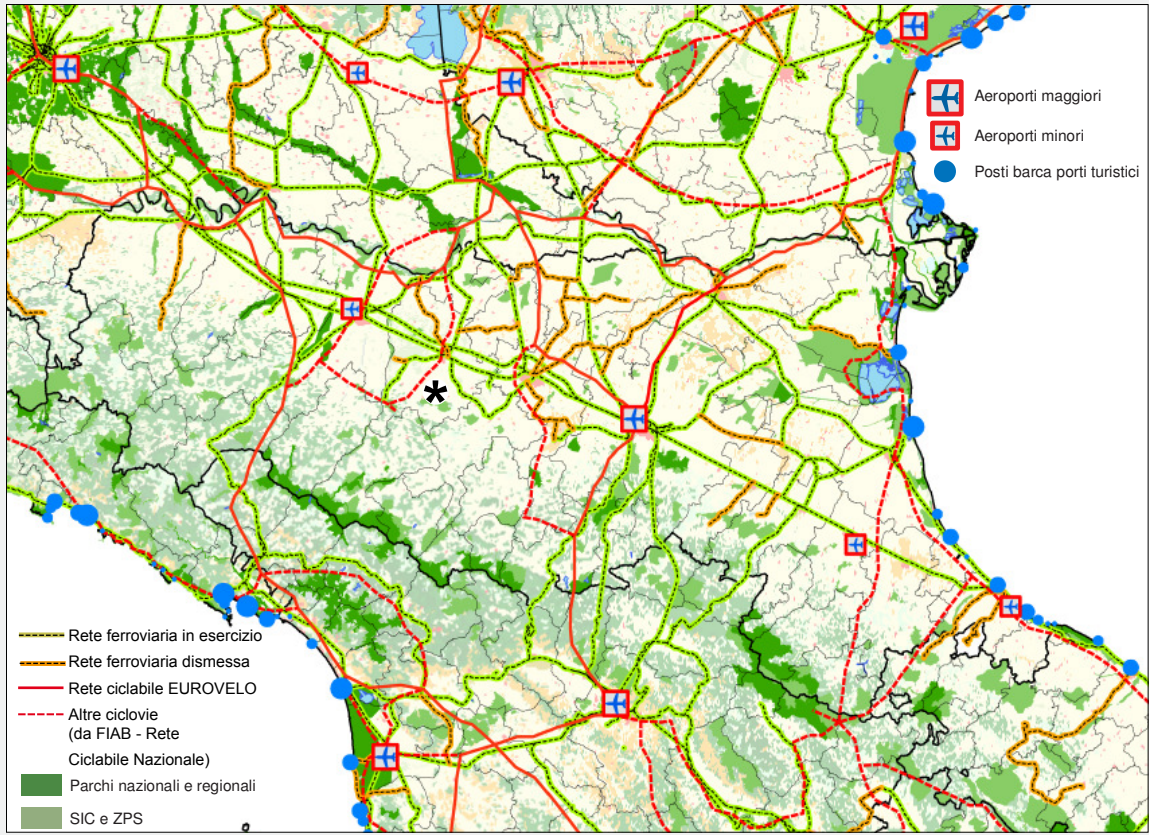 Aeroporti maggiori
Aeroporti minori
Posti barca porti turistici
*
Rete ferroviaria in esercizio
Rete ferroviaria dismessa
Rete ciclabile EUROVELO
Altre ciclovie
(da FIAB - Rete
Ciclabile Nazionale)
Parchi nazionali e regionali
SIC e ZPS